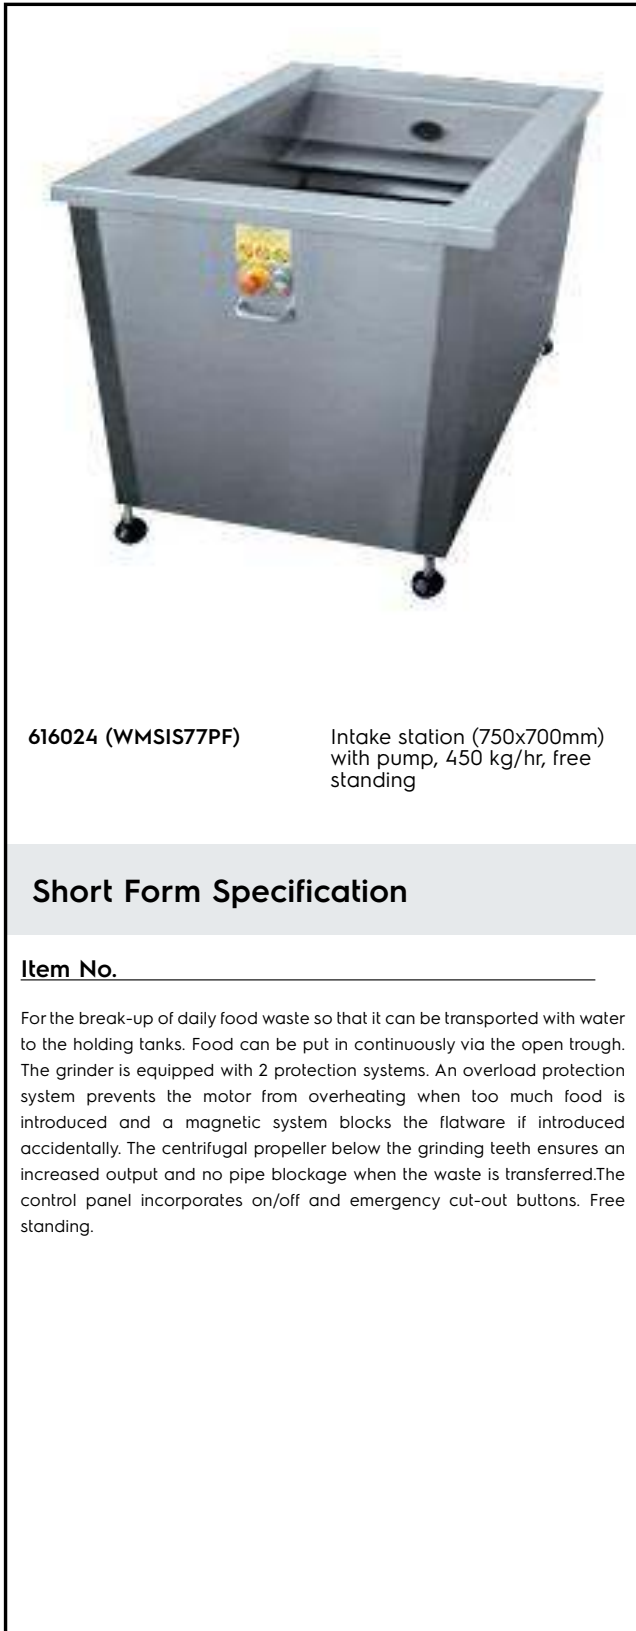 616024 (WMSIS77PF)
Intake station (750x700mm)
with pump, 450 kg/hr, free
standing
Short Form Specification
Item No.
For the break-up of daily food waste so that it can be transported with water
to the holding tanks. Food can be put in continuously via the open trough.
The grinder is equipped with 2 protection systems. An overload protection
system prevents the motor from overheating when too much food is
introduced and a magnetic system blocks the flatware if introduced
accidentally. The centrifugal propeller below the grinding teeth ensures an
increased output and no pipe blockage when the waste is transferred.The
control panel incorporates on/off and emergency cut-out buttons. Free
standing.